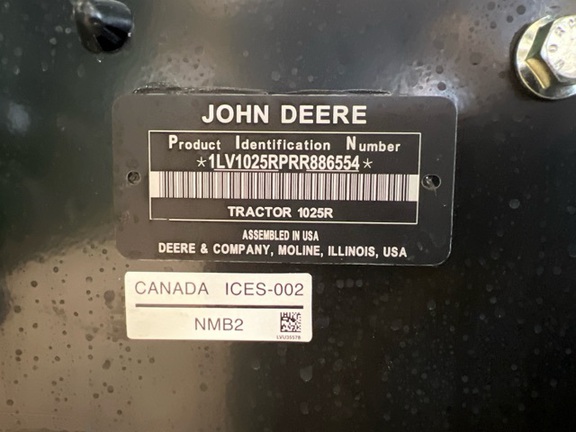 JOHN DEERE
Product Identification Number
*1LV1025RPRR886554*
TRACTOR 1025R
ASSEMBLED IN USA
DEERE & COMPANY, MOLINE, ILLINOIS, USA
CANADA ICES-002
NMB2